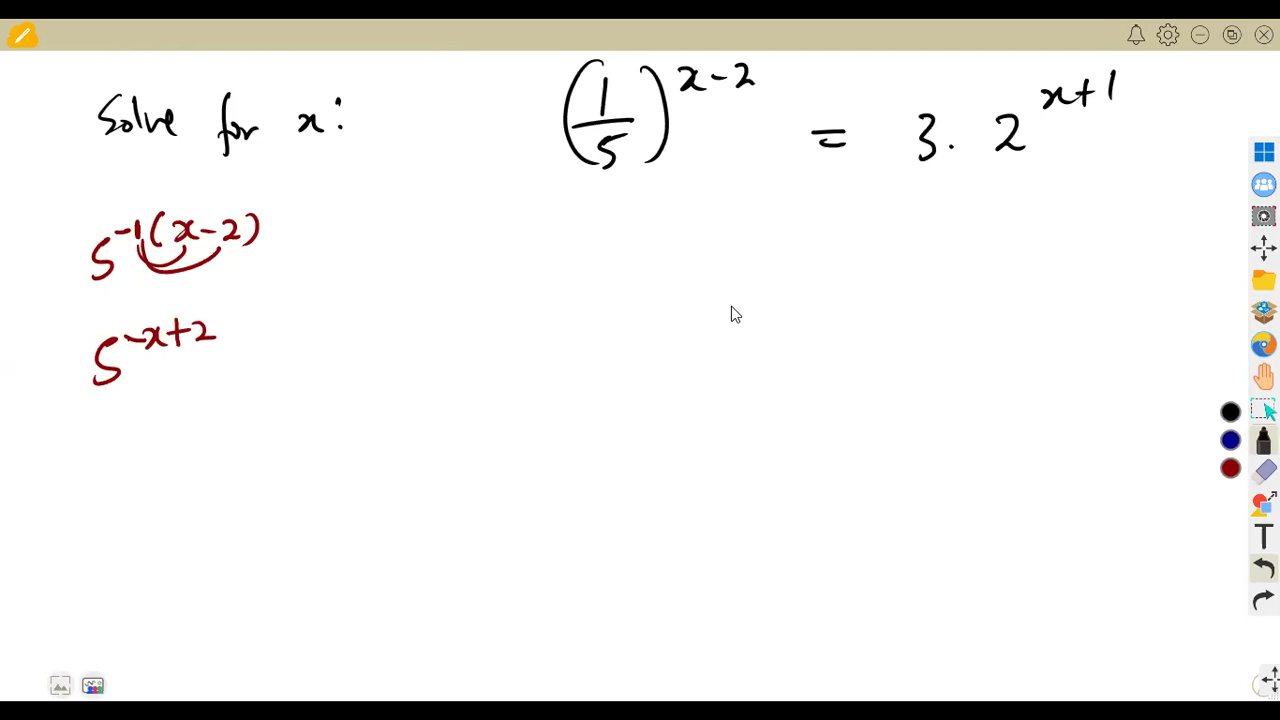 Solve for x: (1/5)^(x-2) = 3. 2^(x+1)
5^(-1(x-2))
5^(-x+2)
T